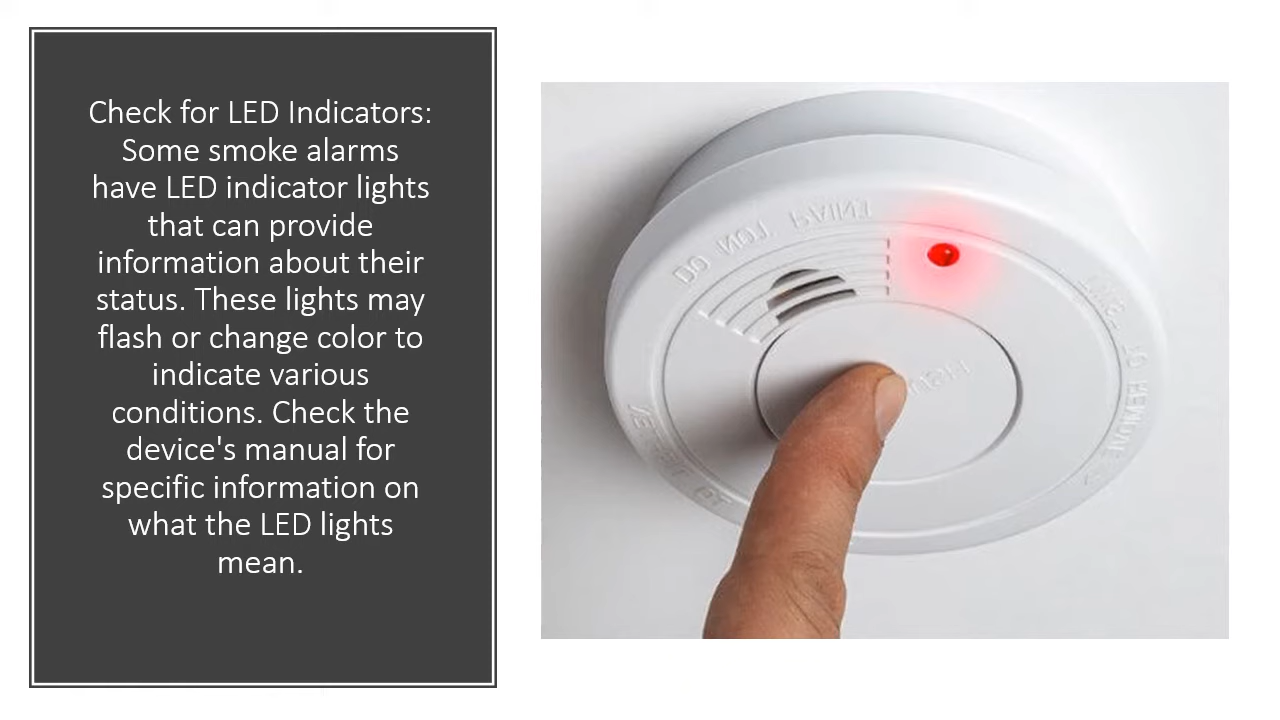 Check for LED Indicators:
Some smoke alarms
have LED indicator lights
that can provide
information about their
status. These lights may
flash or change color to
indicate various
conditions. Check the
device's manual for
specific information on
what the LED lights
mean.
DO NOT PAINT